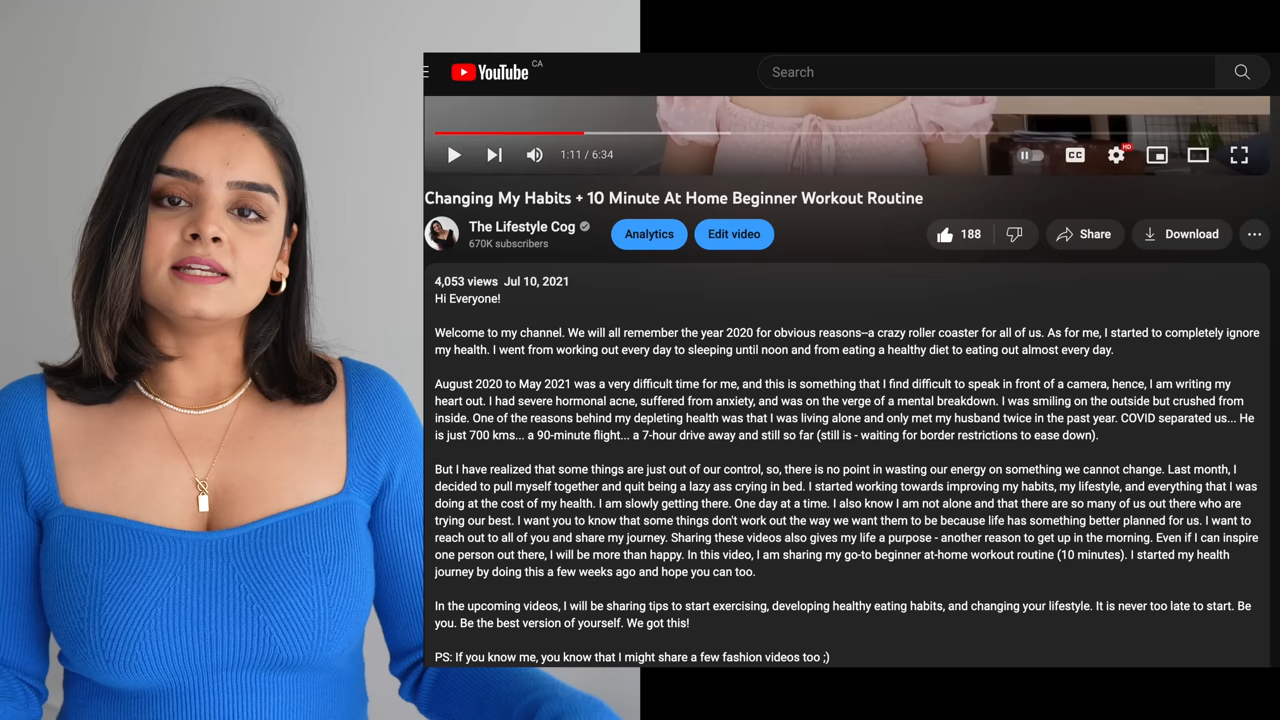 YouTube CA
Search
1:11 / 6:34
CC
HD
Changing My Habits + 10 Minute At Home Beginner Workout Routine
The Lifestyle Cog
670K subscribers
Analytics
Edit video
188
Share
Download
4,053 views Jul 10, 2021
Hi Everyone!
Welcome to my channel. We will all remember the year 2020 for obvious reasons--a crazy roller coaster for all of us. As for me, I started to completely ignore
my health. I went from working out every day to sleeping until noon and from eating a healthy diet to eating out almost every day.
August 2020 to May 2021 was a very difficult time for me, and this is something that I find difficult to speak in front of a camera, hence, I am writing my
heart out. I had severe hormonal acne, suffered from anxiety, and was on the verge of a mental breakdown. I was smiling on the outside but crushed from
inside. One of the reasons behind my depleting health was that I was living alone and only met my husband twice in the past year. COVID separated us... He
is just 700 kms... a 90-minute flight... a 7-hour drive away and still so far (still is - waiting for border restrictions to ease down).
But I have realized that some things are just out of our control, so, there is no point in wasting our energy on something we cannot change. Last month, I
decided to pull myself together and quit being a lazy ass crying in bed. I started working towards improving my habits, my lifestyle, and everything that I was
doing at the cost of my health. I am slowly getting there. One day at a time. I also know I am not alone and that there are so many of us out there who are
trying our best. I want you to know that some things don't work out the way we want them to be because life has something better planned for us. I want to
reach out to all of you and share my journey. Sharing these videos also gives my life a purpose - another reason to get up in the morning. Even if I can inspire
one person out there, I will be more than happy. In this video, I am sharing my go-to beginner at-home workout routine (10 minutes). I started my health
journey by doing this a few weeks ago and hope you can too.
In the upcoming videos, I will be sharing tips to start exercising, developing healthy eating habits, and changing your lifestyle. It is never too late to start. Be
you. Be the best version of yourself. We got this!
PS: If you know me, you know that I might share a few fashion videos too ;)